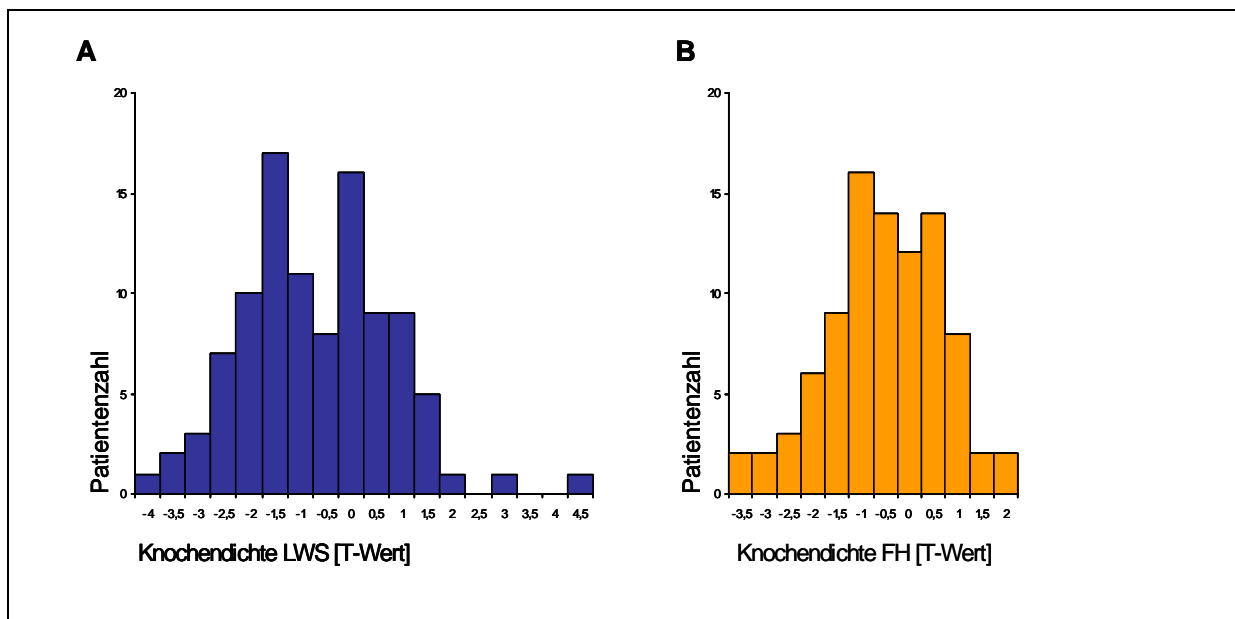 A
B
20
15
10
5
0
Patientenzahl
-4 -3,5 -3 -2,5 -2 -1,5 -1 -0,5 0 0,5 1 1,5 2 2,5 3 3,5 4 4,5
Knochendichte LWS [T-Wert]
20
15
10
5
0
Patientenzahl
-3,5 -3 -2,5 -2 -1,5 -1 -0,5 0 0,5 1 1,5 2
Knochendichte FH [T-Wert]